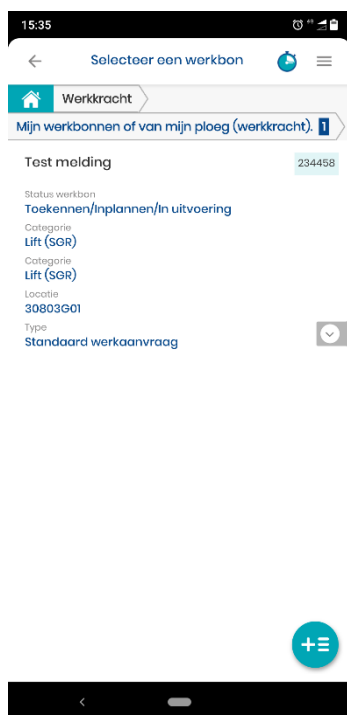 15:35
Selecteer een werkbon
Werkkracht
Mijn werkbonnen of van mijn ploeg (werkkracht). 1
Test melding 234458
Status werkbon
Toekennen/Inplannen/In uitvoering
Categorie
Lift (SGR)
Categorie
Lift (SGR)
Locatie
30803G01
Type
Standaard werkaanvraag